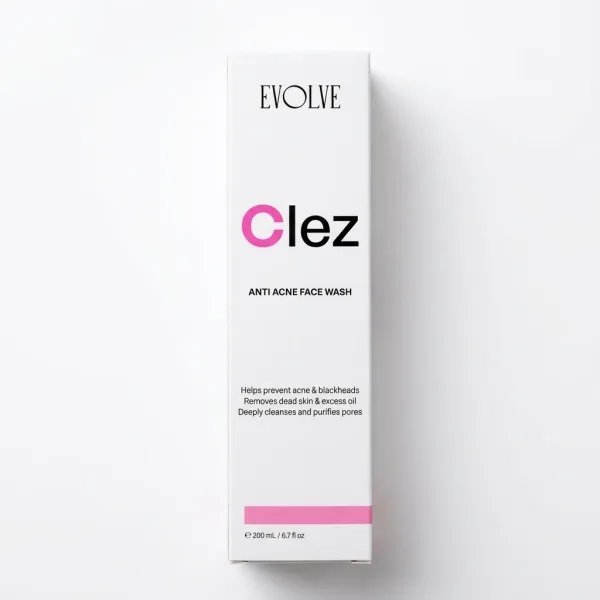 EVOLVE
Clez
ANTI ACNE FACE WASH
Helps prevent acne & blackheads
Removes dead skin & excess oil
Deeply cleanses and purifies pores
℮ 200 mL / 6.7 fl oz